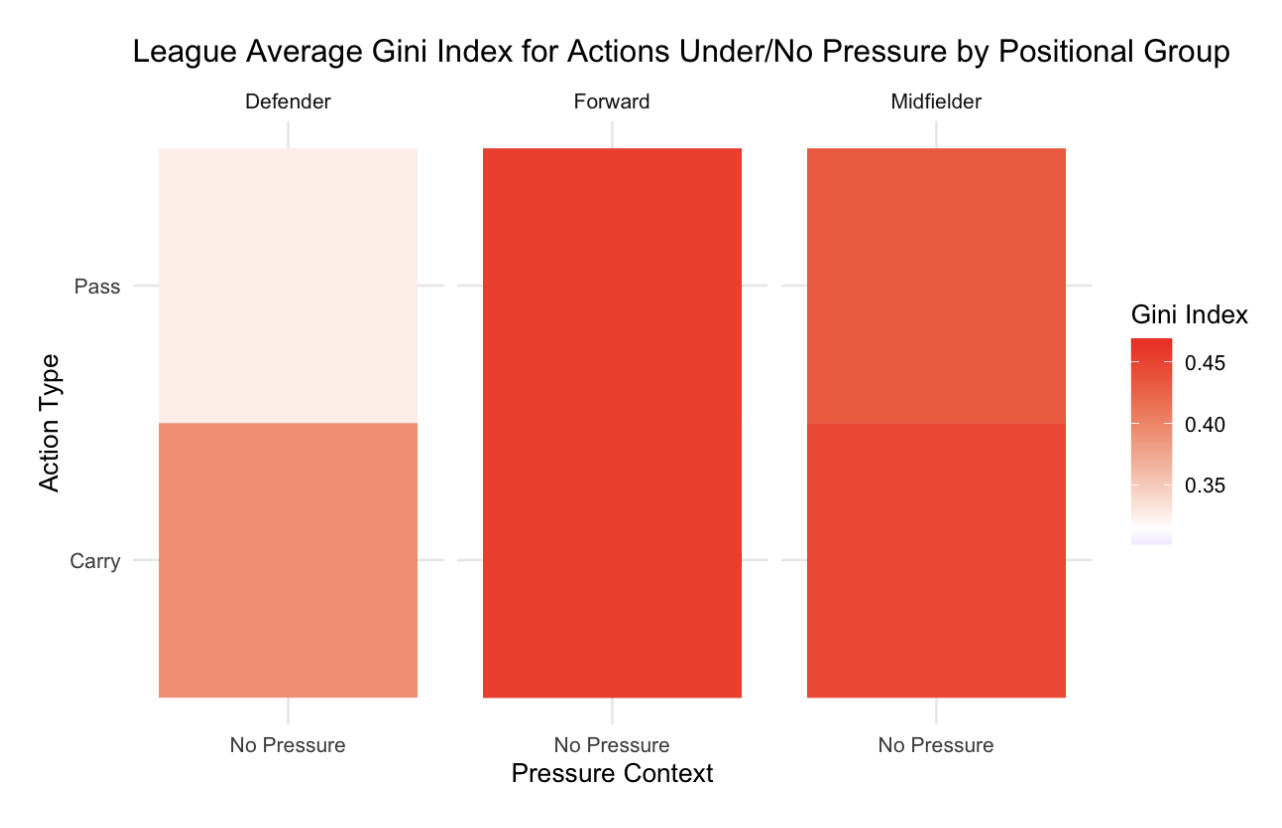 League Average Gini Index for Actions Under/No Pressure by Positional Group
Defender
Forward
Midfielder
Pass
Carry
Action Type
No Pressure
No Pressure
No Pressure
Pressure Context
Gini Index
0.45
0.40
0.35